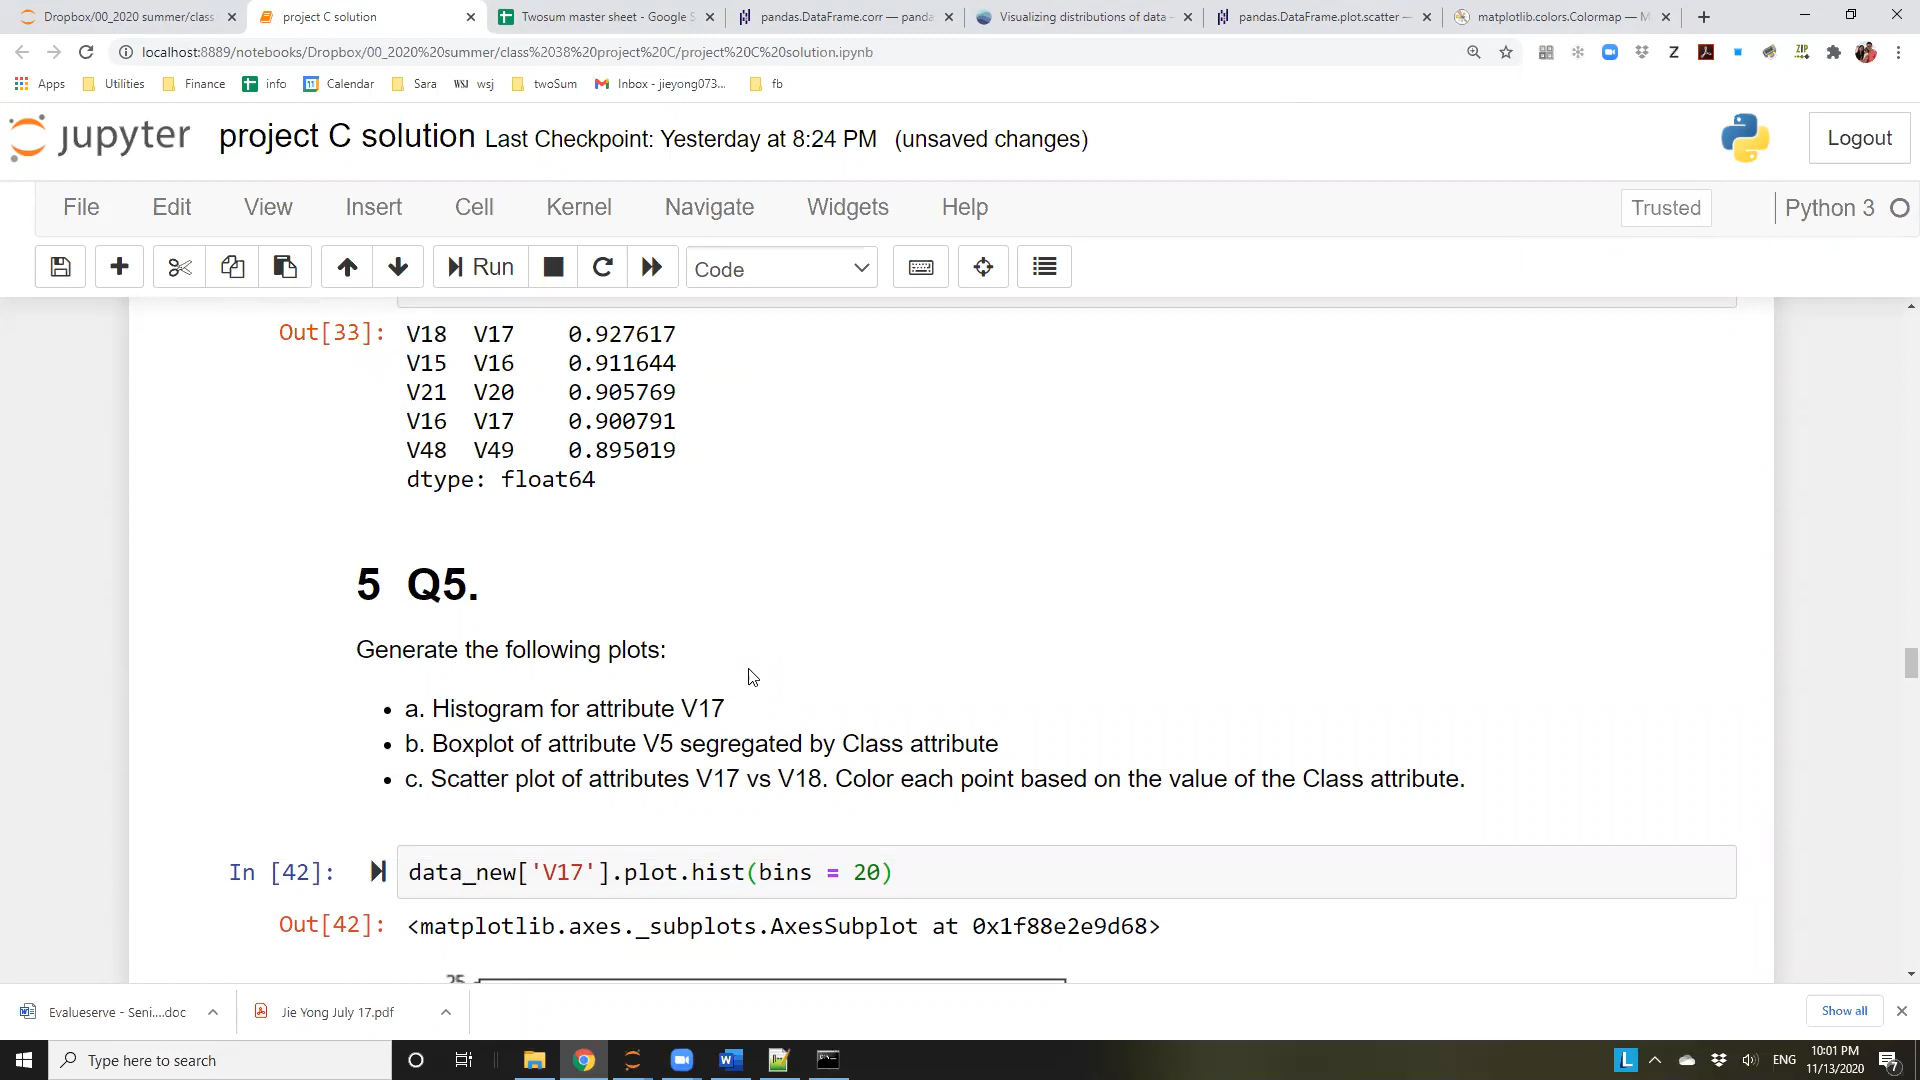 Dropbox/00_2020 summer/class
project C solution
Twosum master sheet - Google S
pandas.DataFrame.corr — panda
Visualizing distributions of data
pandas.DataFrame.plot.scatter —
matplotlib.colors.Colormap — M
localhost:8889/notebooks/Dropbox/00_2020%20summer/class%2038%20project%20C/project%20C%20solution.ipynb
Apps Utilities Finance info Calendar Sara WSJ wsj twoSum Inbox - jieyong073... fb
jupyter project C solution Last Checkpoint: Yesterday at 8:24 PM (unsaved changes) Logout
File Edit View Insert Cell Kernel Navigate Widgets Help Trusted Python 3
Run Code
Out[33]: V18 V17 0.927617
V15 V16 0.911644
V21 V20 0.905769
V16 V17 0.900791
V48 V49 0.895019
dtype: float64
5 Q5.
Generate the following plots:
• a. Histogram for attribute V17
• b. Boxplot of attribute V5 segregated by Class attribute
• c. Scatter plot of attributes V17 vs V18. Color each point based on the value of the Class attribute.
In [42]: data_new['V17'].plot.hist(bins = 20)
Out[42]: <matplotlib.axes._subplots.AxesSubplot at 0x1f88e2e9d68>
25
Evalueserve - Seni....doc
Jie Yong July 17.pdf
Show all
Type here to search
ENG
10:01 PM
11/13/2020
7